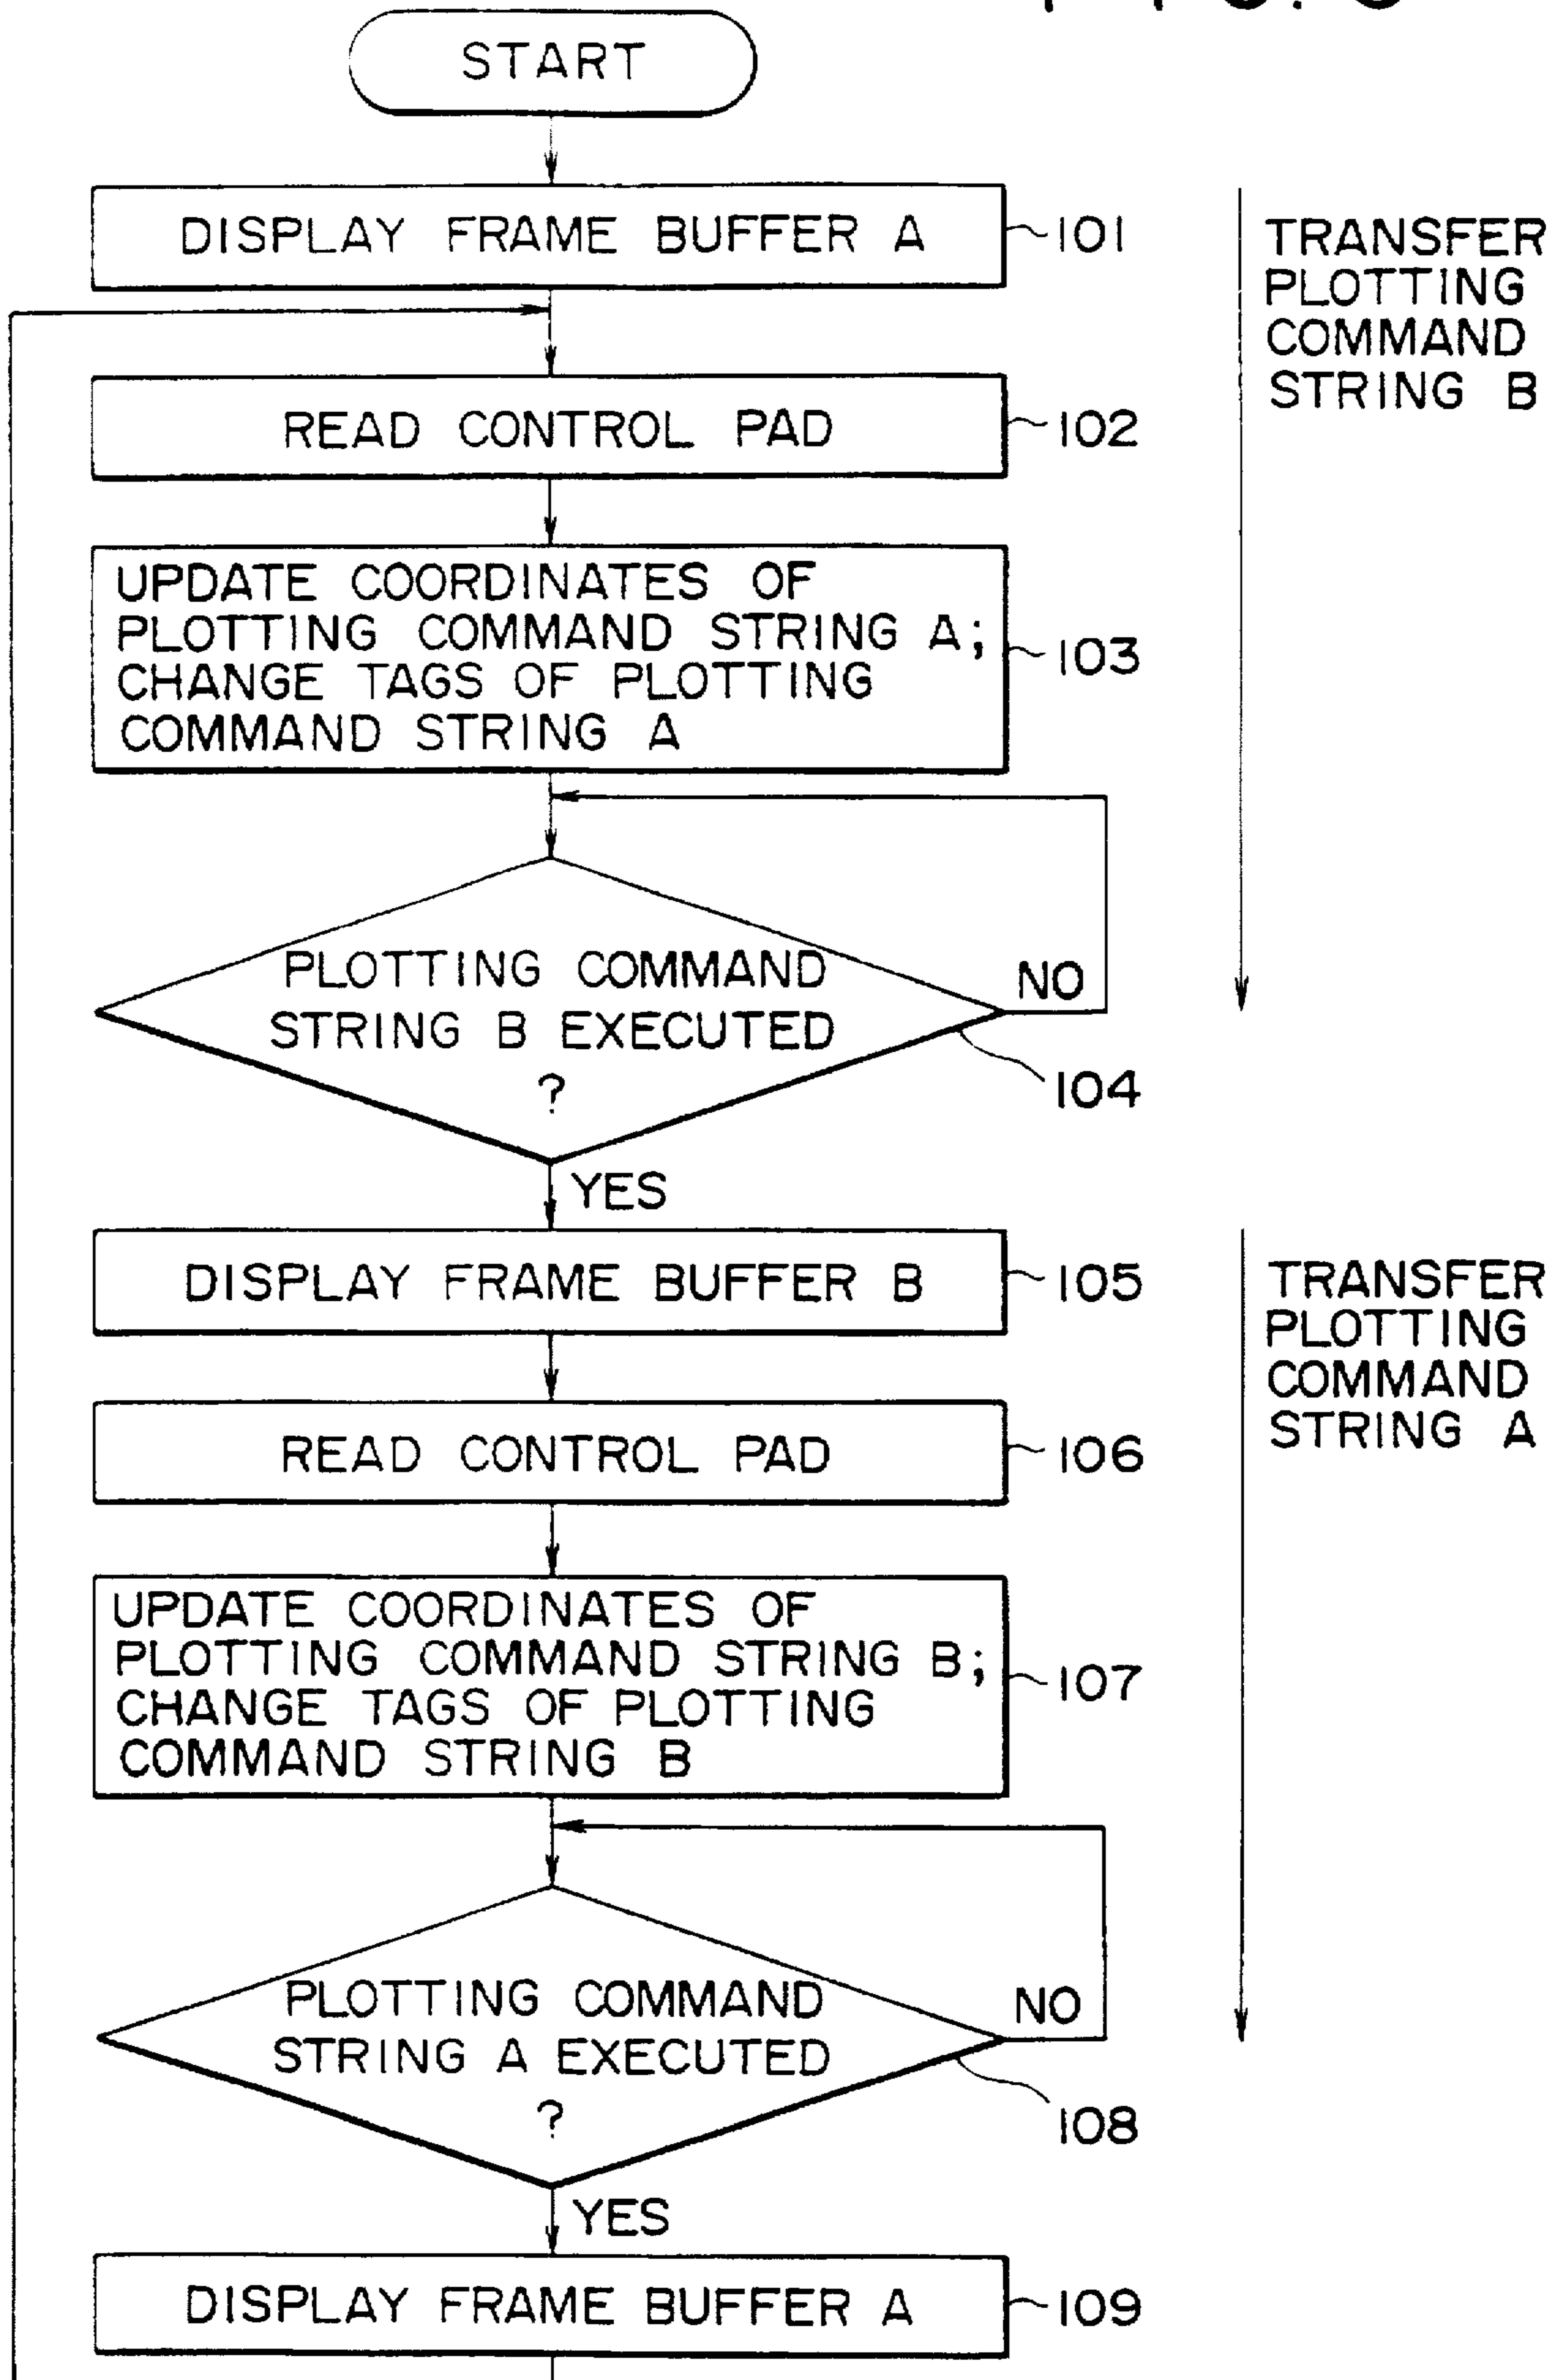 START
DISPLAY FRAME BUFFER A
101
TRANSFER
PLOTTING
COMMAND
STRING B
READ CONTROL PAD
102
UPDATE COORDINATES OF
PLOTTING COMMAND STRING A;
CHANGE TAGS OF PLOTTING
COMMAND STRING A
103
PLOTTING COMMAND
STRING B EXECUTED
?
NO
104
YES
DISPLAY FRAME BUFFER B
105
TRANSFER
PLOTTING
COMMAND
STRING A
READ CONTROL PAD
106
UPDATE COORDINATES OF
PLOTTING COMMAND STRING B;
CHANGE TAGS OF PLOTTING
COMMAND STRING B
107
PLOTTING COMMAND
STRING A EXECUTED
?
NO
108
YES
DISPLAY FRAME BUFFER A
109